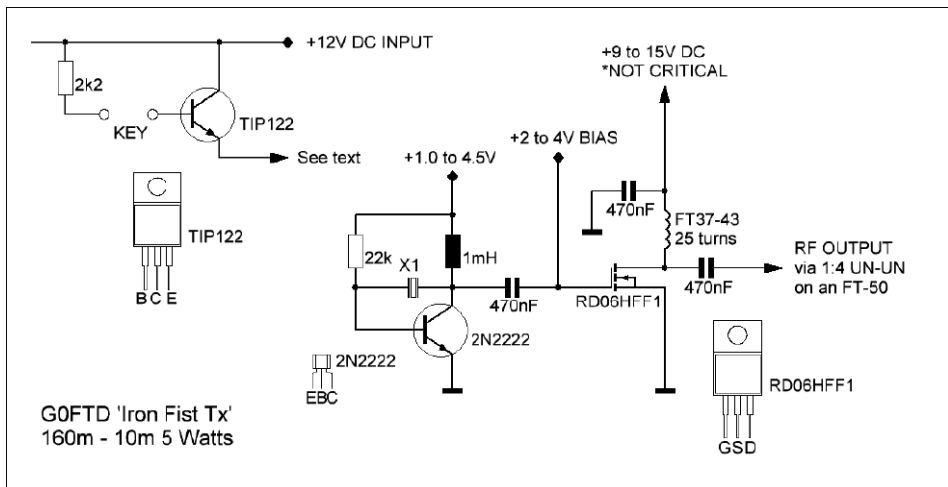 +12V DC INPUT
2k2
KEY
TIP122
See text
TIP122
B C E
+9 to 15V DC
*NOT CRITICAL
+2 to 4V BIAS
+1.0 to 4.5V
470nF
FT37-43
25 turns
22k
X1
1mH
470nF
RD06HFF1
470nF
RF OUTPUT
via 1:4 UN-UN
on an FT-50
2N2222
2N2222
EBC
RD06HFF1
GSD
G0FTD 'Iron Fist Tx'
160m - 10m 5 Watts